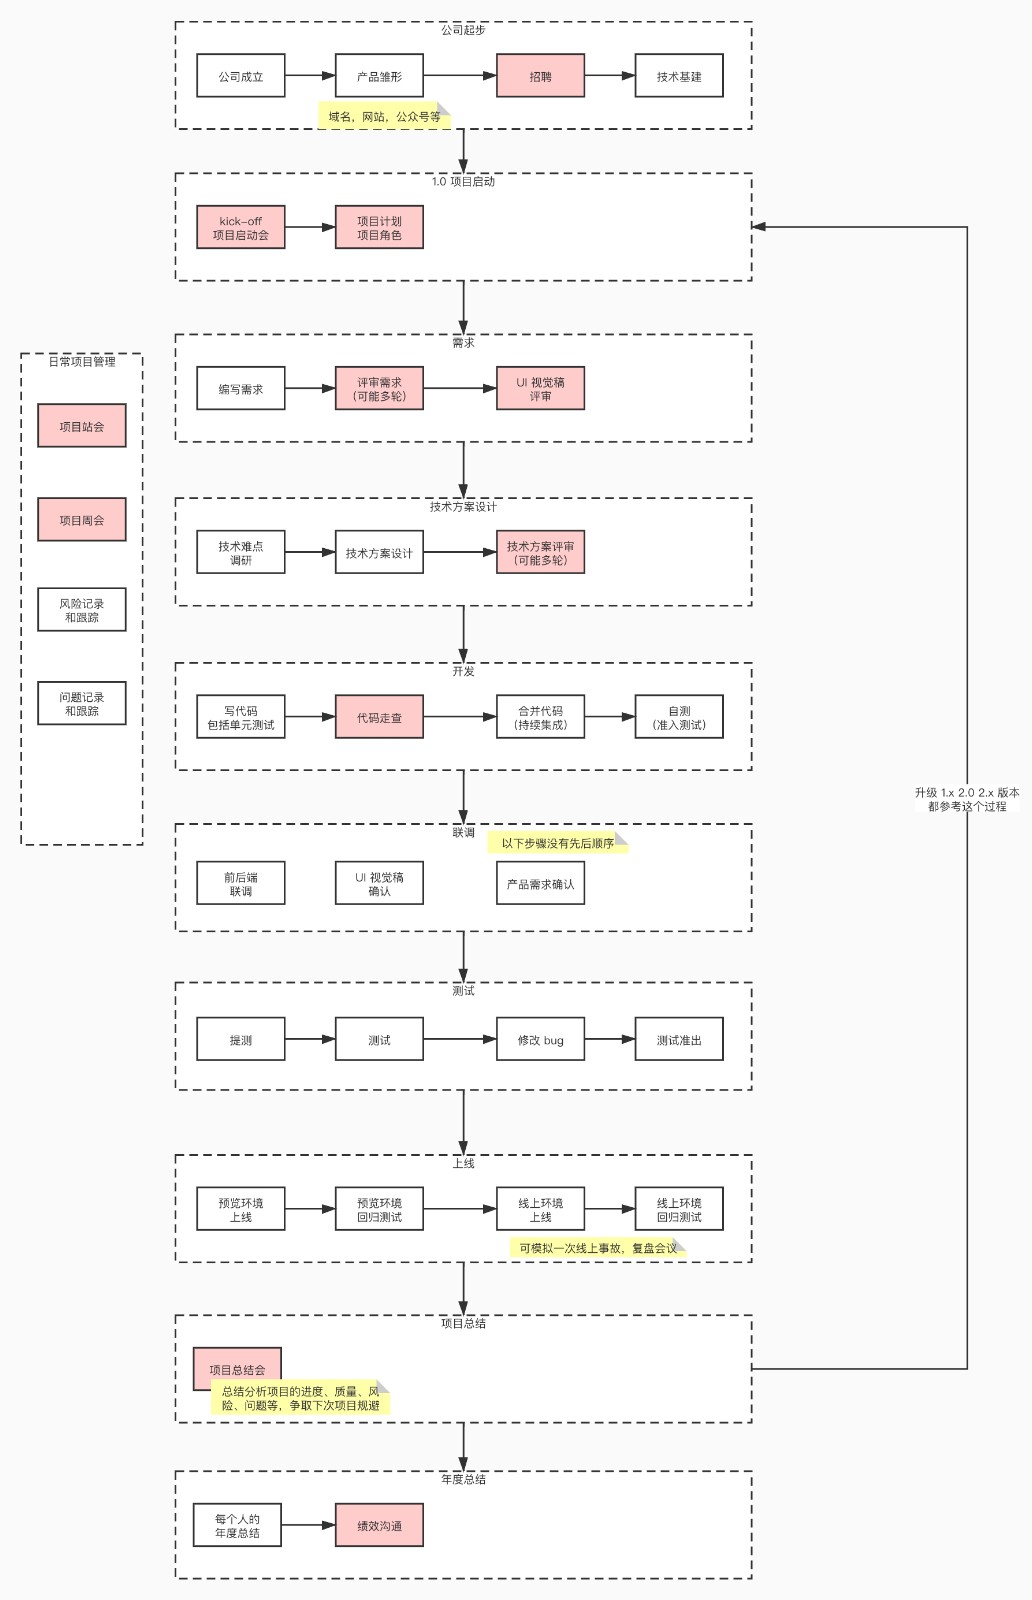 公司起步
公司成立
产品雏形
招聘
技术基建
域名，网站，公众号等
1.0 项目启动
kick-off
项目启动会
项目计划
项目角色
需求
编写需求
评审需求
（可能多轮）
UI 视觉稿
评审
日常项目管理
项目站会
项目周会
风险记录
和跟踪
问题记录
和跟踪
技术方案设计
技术难点
调研
技术方案设计
技术方案评审
（可能多轮）
开发
写代码
包括单元测试
代码走查
合并代码
（持续集成）
自测
（准入测试）
升级 1.x 2.0 2.x 版本
都参考这个过程
联调
以下步骤没有先后顺序
前后端
联调
UI 视觉稿
确认
产品需求确认
测试
提测
测试
修改 bug
测试准出
上线
预览环境
上线
预览环境
回归测试
线上环境
上线
线上环境
回归测试
可模拟一次线上事故，复盘会议
项目总结
项目总结会
总结分析项目的进度、质量、风
险、问题等，争取下次项目规避
年度总结
每个人的
年度总结
绩效沟通